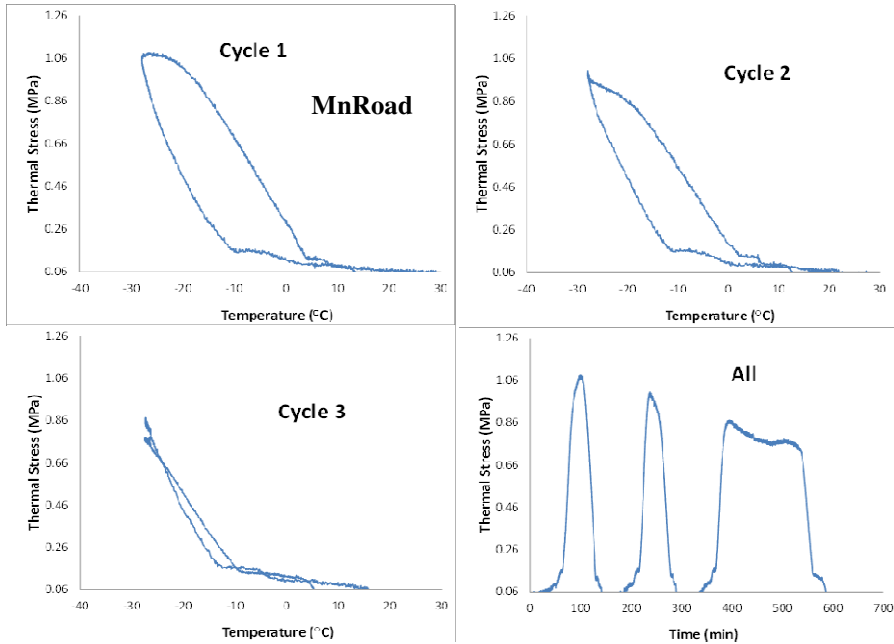 1.26
1.06
0.86
0.66
0.46
0.26
0.06
Thermal Stress (MPa)
Cycle 1
MnRoad
-40 -30 -20 -10 0 10 20 30
Temperature (°C)
1.26
1.06
0.86
0.66
0.46
0.26
0.06
Thermal Stress (MPa)
Cycle 2
-40 -30 -20 -10 0 10 20 30
Temperature (°C)
1.26
1.06
0.86
0.66
0.46
0.26
0.06
Thermal Stress (MPa)
Cycle 3
-40 -30 -20 -10 0 10 20 30
Temperature (°C)
1.26
1.06
0.86
0.66
0.46
0.26
0.06
Thermal Stress (MPa)
All
0 100 200 300 400 500 600 700
Time (min)